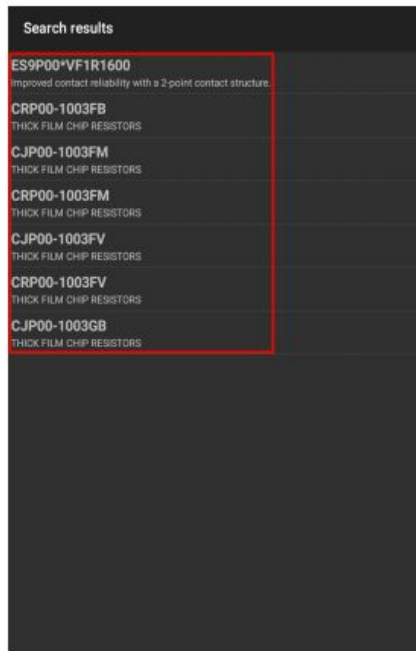 Search results
ES9P00*VF1R1600
Improved contact reliability with a 2-point contact structure.
CRP00-1003FB
THICK FILM CHIP RESISTORS
CJP00-1003FM
THICK FILM CHIP RESISTORS
CRP00-1003FM
THICK FILM CHIP RESISTORS
CJP00-1003FV
THICK FILM CHIP RESISTORS
CRP00-1003FV
THICK FILM CHIP RESISTORS
CJP00-1003GB
THICK FILM CHIP RESISTORS